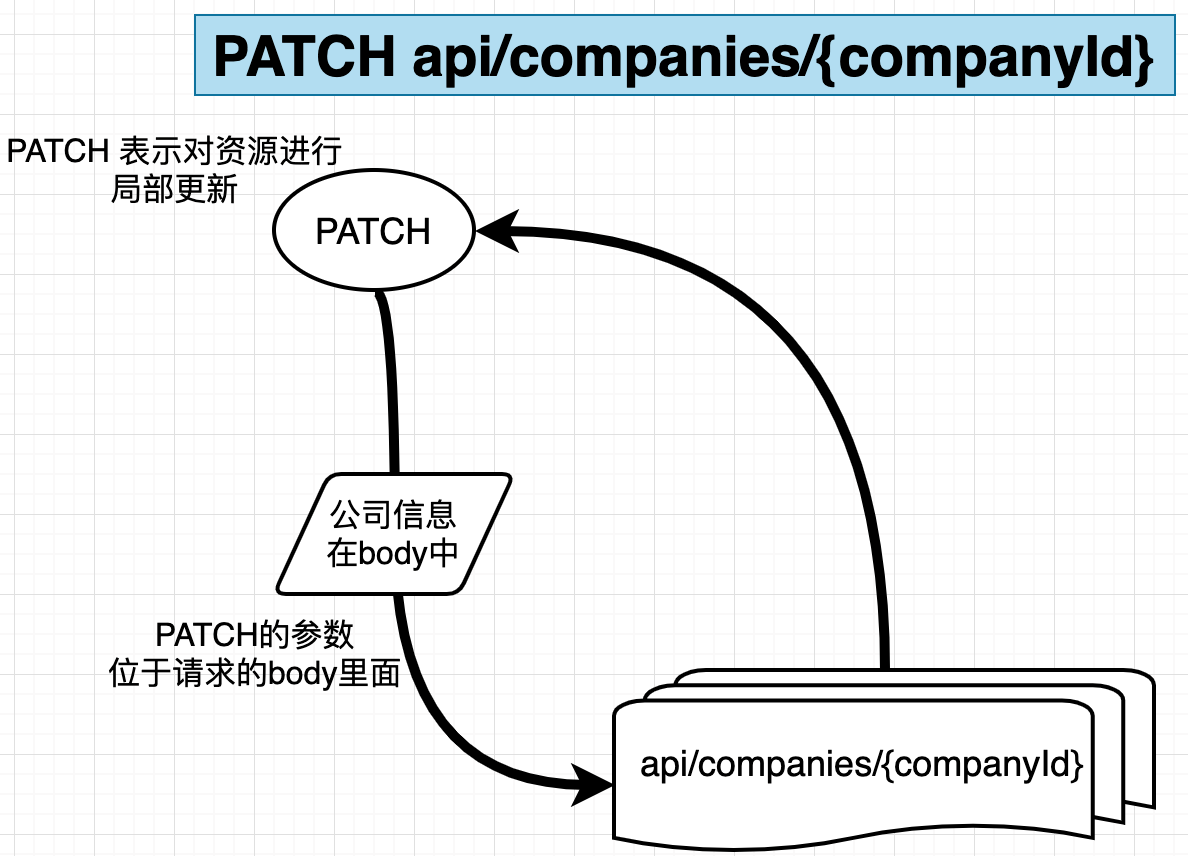 PATCH api/companies/{companyId}
PATCH 表示对资源进行
局部更新
PATCH
公司信息
在body中
PATCH的参数
位于请求的body里面
api/companies/{companyId}